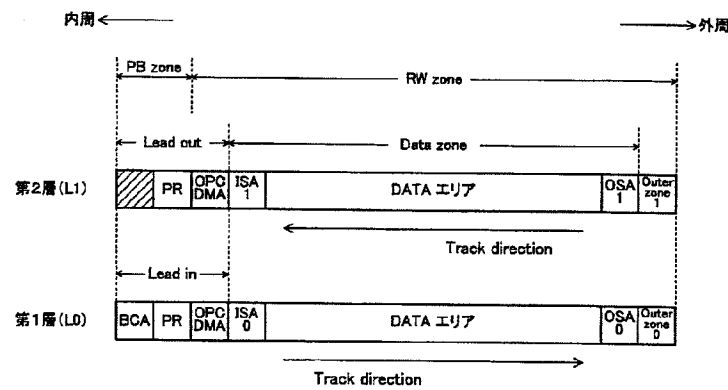 内周
外周
PB zone
RW zone
Lead out
Data zone
第2層(L1)
PR
OPC
DMA
ISA
1
DATA エリア
OSA
1
Outer
zone
1
Track direction
Lead in
第1層(L0)
BCA
PR
OPC
DMA
ISA
0
DATA エリア
OSA
0
Outer
zone
0
Track direction